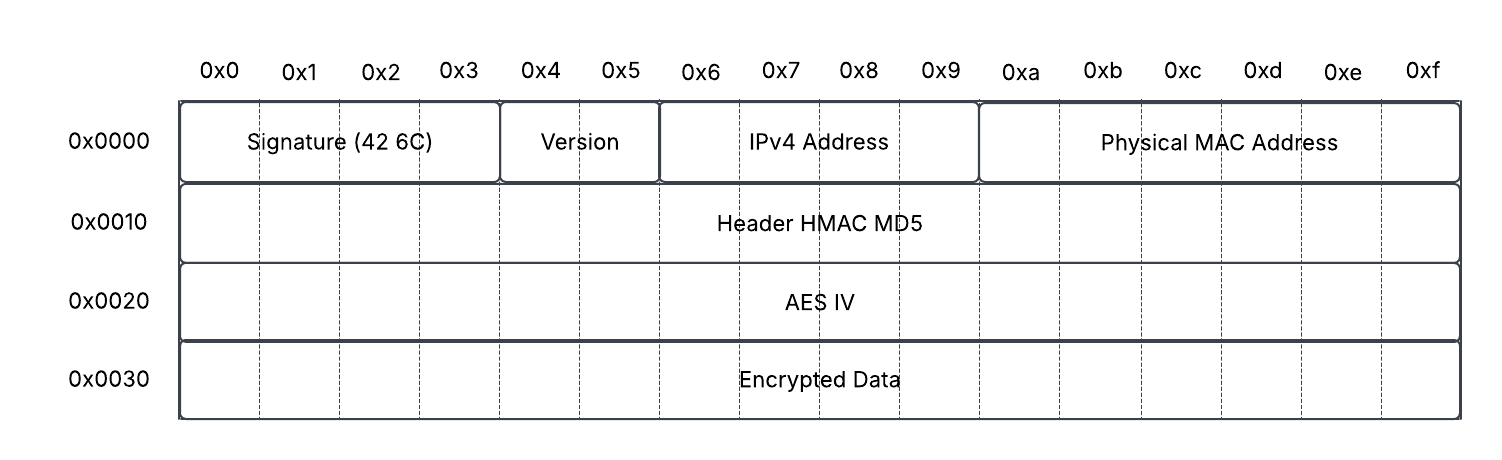 0x0 0x1 0x2 0x3 0x4 0x5 0x6 0x7 0x8 0x9 0xa 0xb 0xc 0xd 0xe 0xf
0x0000 Signature (42 6C) Version IPv4 Address Physical MAC Address
0x0010 Header HMAC MD5
0x0020 AES IV
0x0030 Encrypted Data